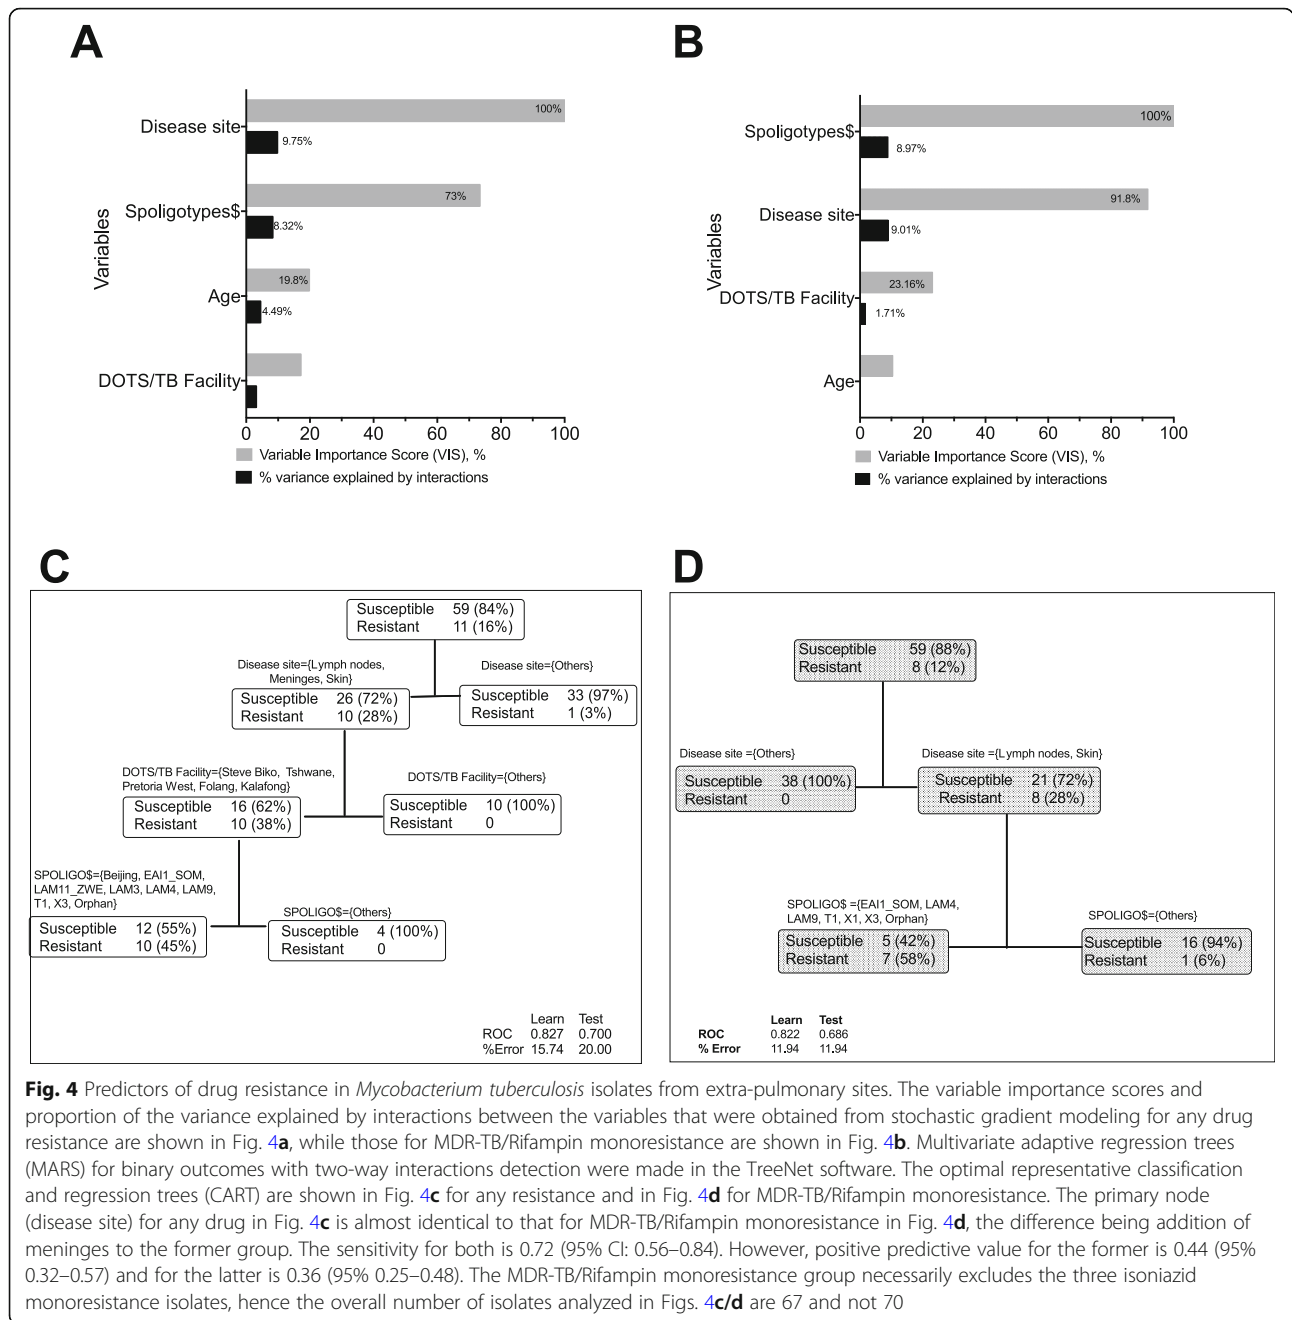 A
Variables
Disease site
100%
9.75%
Spoligotypes$
73%
8.32%
Age
19.8%
4.49%
DOTS/TB Facility
0 20 40 60 80 100
Variable Importance Score (VIS), %
% variance explained by interactions
B
Variables
Spoligotypes$
100%
8.97%
Disease site
91.8%
9.01%
DOTS/TB Facility
23.16%
1.71%
Age
0 20 40 60 80 100
Variable Importance Score (VIS), %
% variance explained by interactions
C
Susceptible 59 (84%)
Resistant 11 (16%)
Disease site={Lymph nodes,
Meninges, Skin}
Susceptible 26 (72%)
Resistant 10 (28%)
Disease site={Others}
Susceptible 33 (97%)
Resistant 1 (3%)
DOTS/TB Facility={Steve Biko, Tshwane,
Pretoria West, Folang, Kalafong}
Susceptible 16 (62%)
Resistant 10 (38%)
DOTS/TB Facility={Others}
Susceptible 10 (100%)
Resistant 0
SPOLIGO$={Beijing, EAI1_SOM,
LAM11_ZWE, LAM3, LAM4, LAM9,
T1, X3, Orphan}
Susceptible 12 (55%)
Resistant 10 (45%)
SPOLIGO$={Others}
Susceptible 4 (100%)
Resistant 0
Learn Test
ROC 0.827 0.700
%Error 15.74 20.00
D
Susceptible 59 (88%)
Resistant 8 (12%)
Disease site ={Others}
Susceptible 38 (100%)
Resistant 0
Disease site ={Lymph nodes, Skin}
Susceptible 21 (72%)
Resistant 8 (28%)
SPOLIGO$ ={EAI1_SOM, LAM4,
LAM9, T1, X1, X3, Orphan}
Susceptible 5 (42%)
Resistant 7 (58%)
SPOLIGO$={Others}
Susceptible 16 (94%)
Resistant 1 (6%)
Learn Test
ROC 0.822 0.686
% Error 11.94 11.94
Fig. 4 Predictors of drug resistance in Mycobacterium tuberculosis isolates from extra-pulmonary sites. The variable importance scores and
proportion of the variance explained by interactions between the variables that were obtained from stochastic gradient modeling for any drug
resistance are shown in Fig. 4a, while those for MDR-TB/Rifampin monoresistance are shown in Fig. 4b. Multivariate adaptive regression trees
(MARS) for binary outcomes with two-way interactions detection were made in the TreeNet software. The optimal representative classification
and regression trees (CART) are shown in Fig. 4c for any resistance and in Fig. 4d for MDR-TB/Rifampin monoresistance. The primary node
(disease site) for any drug in Fig. 4c is almost identical to that for MDR-TB/Rifampin monoresistance in Fig. 4d, the difference being addition of
meninges to the former group. The sensitivity for both is 0.72 (95% CI: 0.56–0.84). However, positive predictive value for the former is 0.44 (95%
0.32–0.57) and for the latter is 0.36 (95% 0.25–0.48). The MDR-TB/Rifampin monoresistance group necessarily excludes the three isoniazid
monoresistance isolates, hence the overall number of isolates analyzed in Figs. 4c/d are 67 and not 70